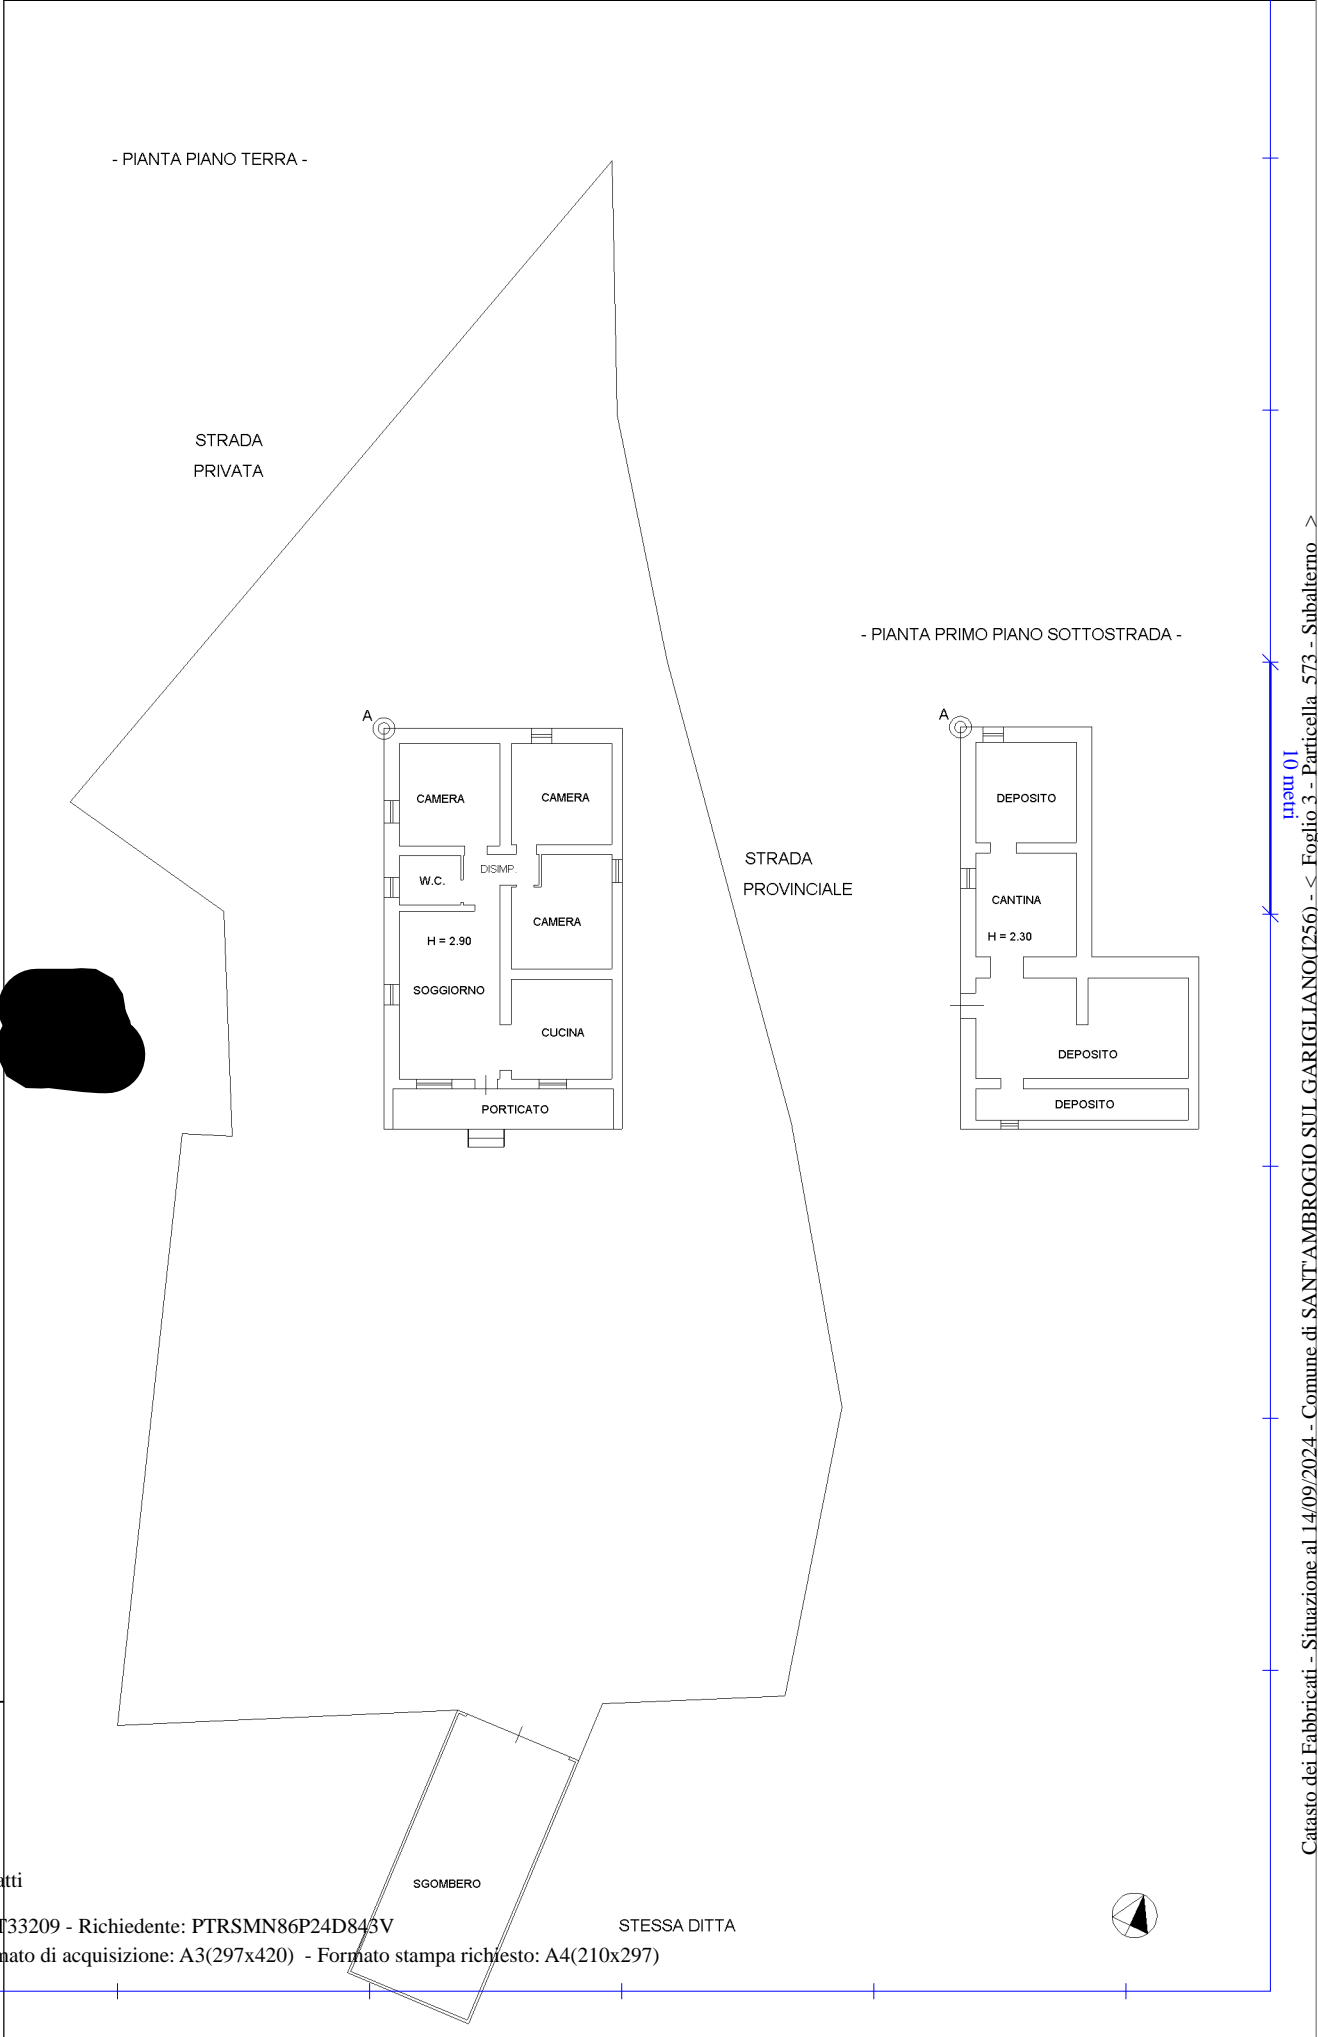 - PIANTA PIANO TERRA -
STRADA
PRIVATA
- PIANTA PRIMO PIANO SOTTOSTRADA -
A
CAMERA
CAMERA
DISIMP.
W.C.
CAMERA
H = 2.90
SOGGIORNO
CUCINA
PORTICATO
STRADA
PROVINCIALE
A
DEPOSITO
CANTINA
H = 2.30
DEPOSITO
DEPOSITO
10 metri
Catasto dei Fabbricati - Situazione al 14/09/2024 - Comune di SANT'AMBROGIO SUL GARIGLIANO(I256) - < Foglio 3 - Particella 573 - Subalterno >
SGOMBERO
STESSA DITTA
atti
T33209 - Richiedente: PTRSMN86P24D843V
mato di acquisizione: A3(297x420) - Formato stampa richiesto: A4(210x297)